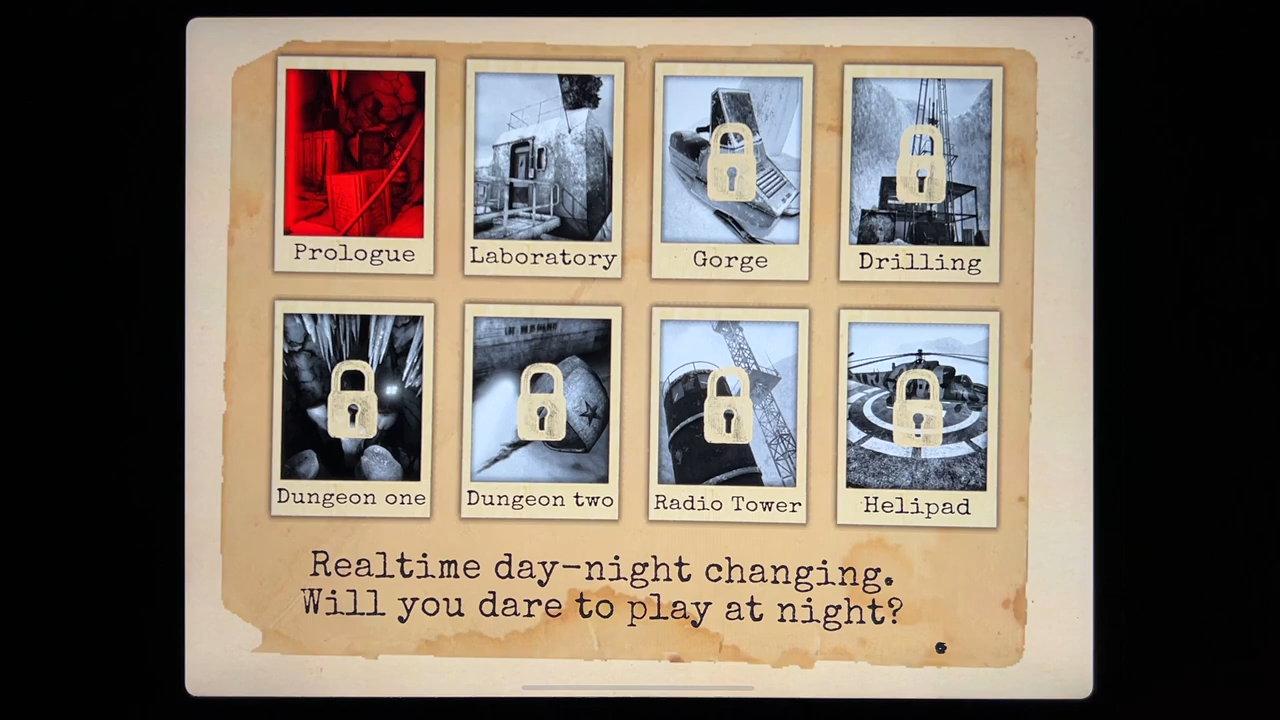 Prologue
Laboratory
Gorge
Drilling
Dungeon one
Dungeon two
Radio Tower
Helipad
Realtime day-night changing.
Will you dare to play at night?